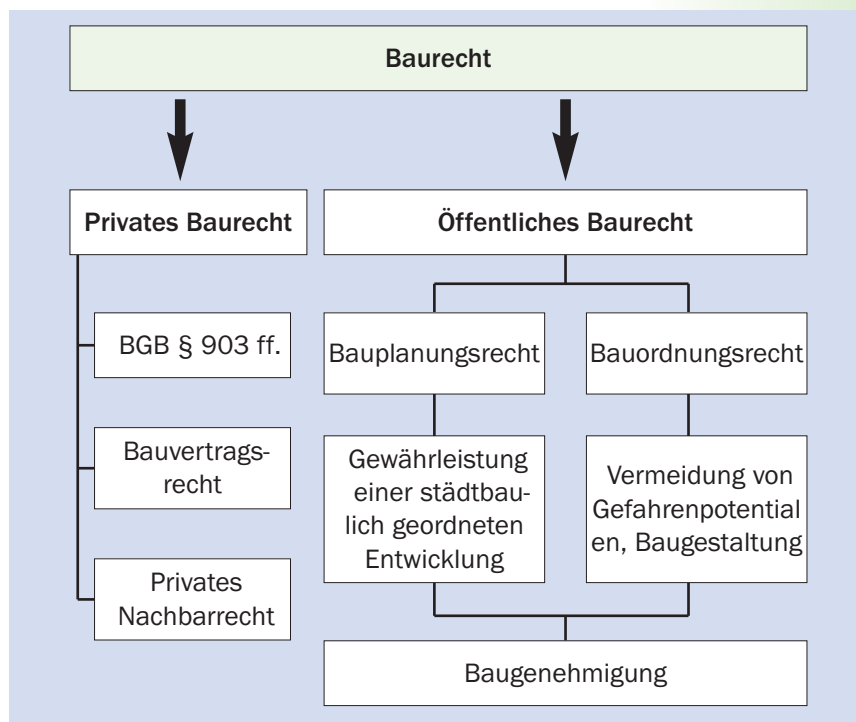 Baurecht
Privates Baurecht
Öffentliches Baurecht
BGB § 903 ff.
Bauvertrags-
recht
Privates
Nachbarrecht
Bauplanungsrecht
Bauordnungsrecht
Gewährleistung
einer städtbau-
lich geordneten
Entwicklung
Vermeidung von
Gefahrenpotential
en, Baugestaltung
Baugenehmigung